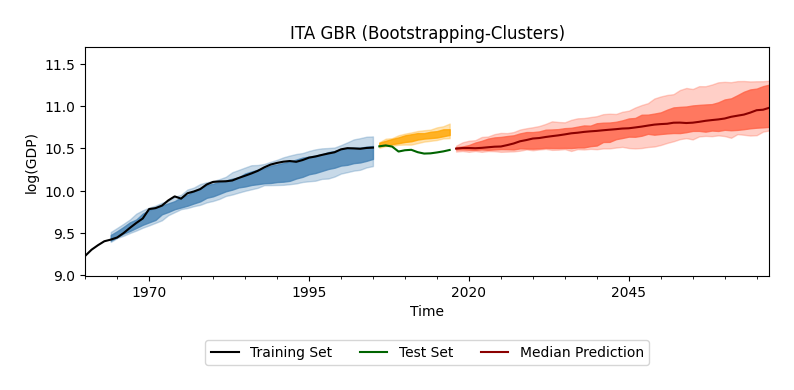 ITA GBR (Bootstrapping-Clusters)
log(GDP)
11.5
11.0
10.5
10.0
9.5
9.0
1970 1995 2020 2045
Time
Training Set Test Set Median Prediction